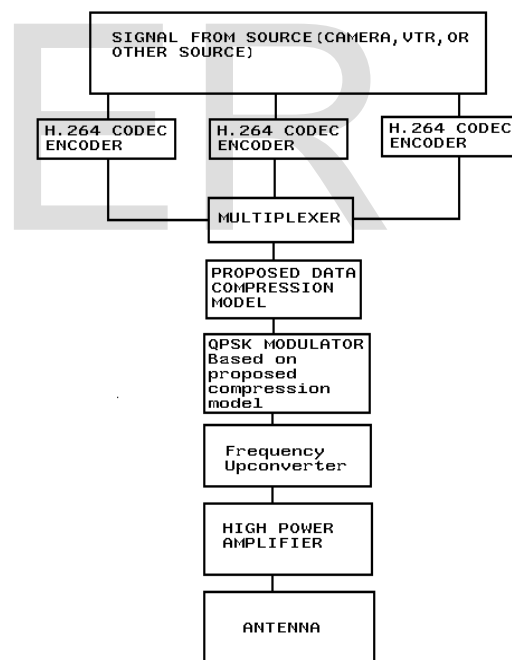 SIGNAL FROM SOURCE(CAMERA,VTR,OR
OTHER SOURCE)
H.264 CODEC
ENCODER
H.264 CODEC
ENCODER
H.264 CODEC
ENCODER
MULTIPLEXER
PROPOSED DATA
COMPRESSION
MODEL
QPSK MODULATOR
Based on
proposed
compression
model
Frequency
Upconverter
HIGH POWER
AMPLIFIER
ANTENNA
ER